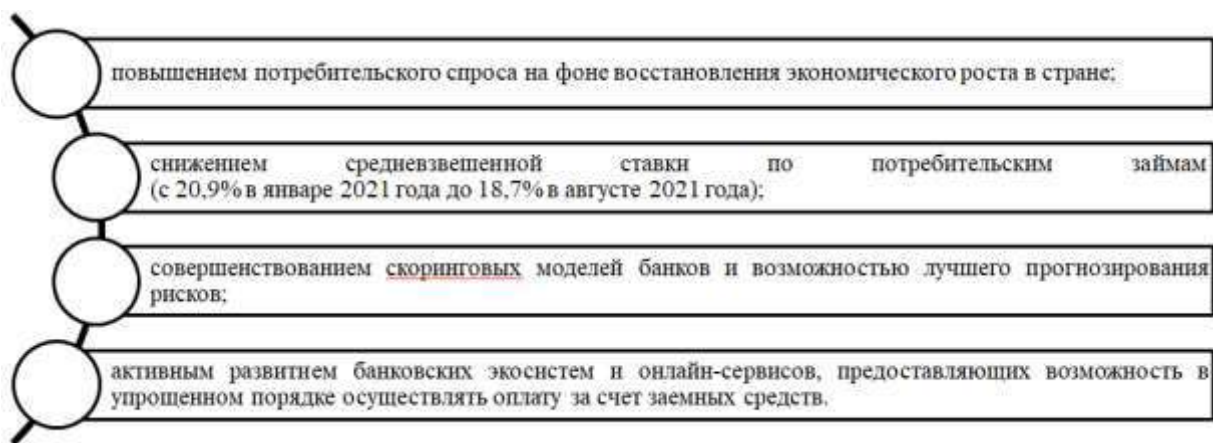 повышением потребительского спроса на фоне восстановления экономического роста в стране;
снижением средневзвешенной ставки по потребительским займам
(с 20,9% в январе 2021 года до 18,7% в августе 2021 года);
совершенствованием скоринговых моделей банков и возможностью лучшего прогнозирования
рисков;
активным развитием банковских экосистем и онлайн-сервисов, предоставляющих возможность в
упрощенном порядке осуществлять оплату за счет заемных средств.